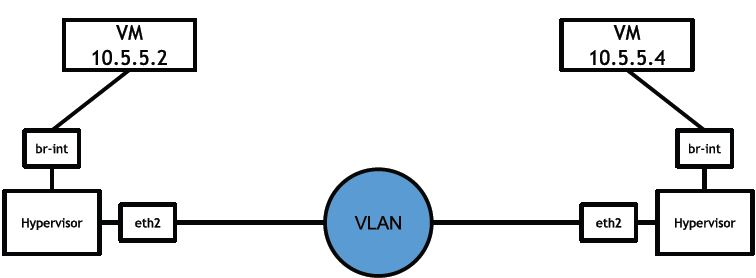 VM
10.5.5.2
VM
10.5.5.4
br-int
br-int
Hypervisor
eth2
VLAN
eth2
Hypervisor